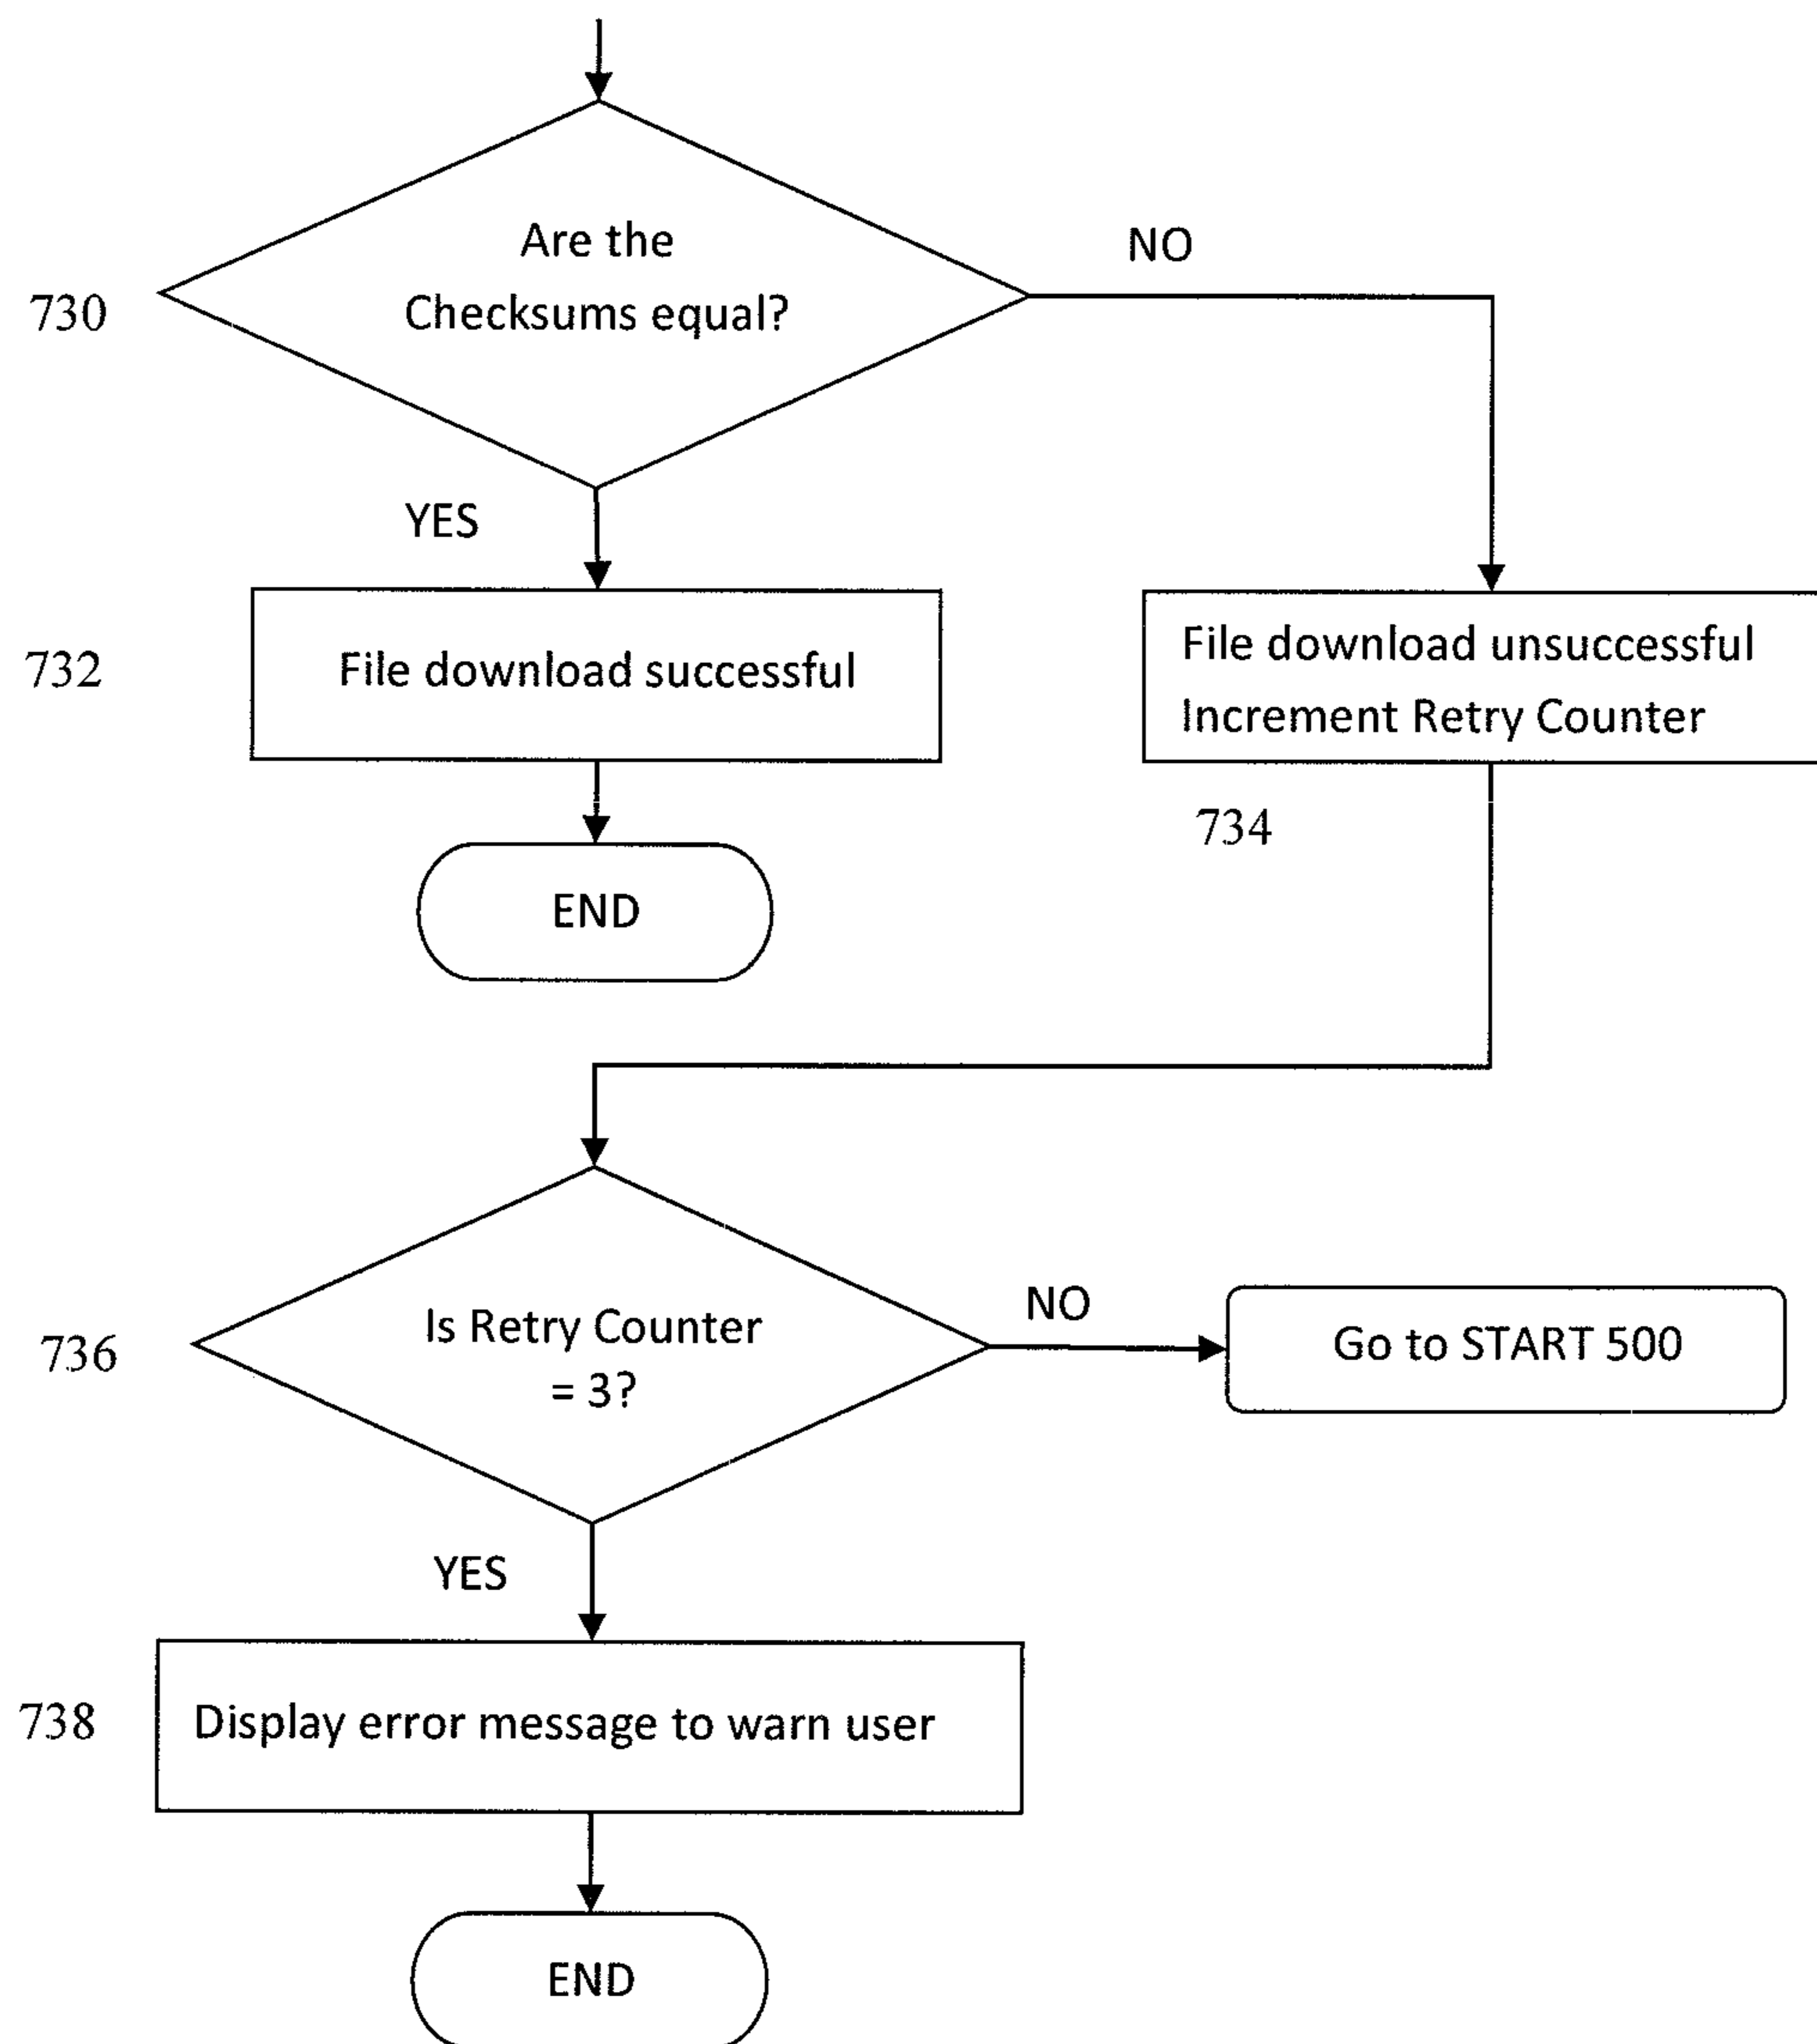 Are the
Checksums equal?
NO
730
YES
732
File download successful
File download unsuccessful
Increment Retry Counter
734
END
736
Is Retry Counter
= 3?
NO
Go to START 500
YES
738
Display error message to warn user
END